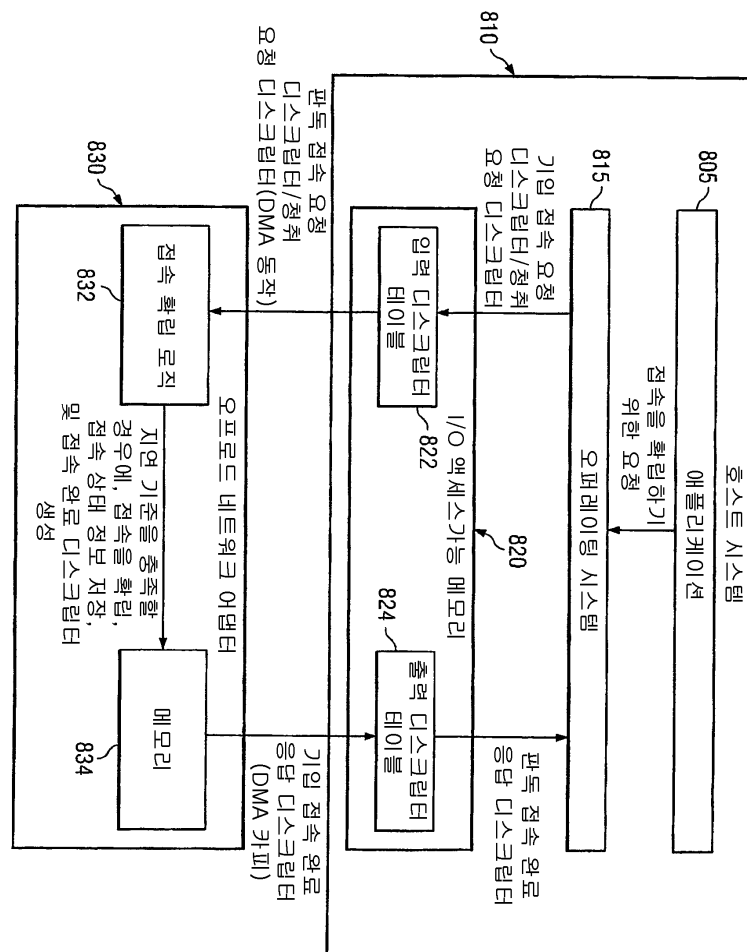 호스트 시스템
810
805
애플리케이션
접속을 확립하기
위한 요청
815
오퍼레이팅 시스템
기입 접속 요청
디스크립터/청취
요청 디스크립터
판독 접속 완료
응답 디스크립터
820
I/O 액세스가능 메모리
입력 디스크립터
테이블
822
824
출력 디스크립터
테이블
판독 접속 요청
디스크립터/청취
요청 디스크립터(DMA 동작)
기입 접속 완료
응답 디스크립터
(DMA 카피)
830
오프로드 네트워크 어댑터
접속 확립 로직
832
지연 기준을 충족할
경우에, 접속을 확립,
접속 상태 정보 저장,
및 접속 완료 디스크립터
생성
메모리
834